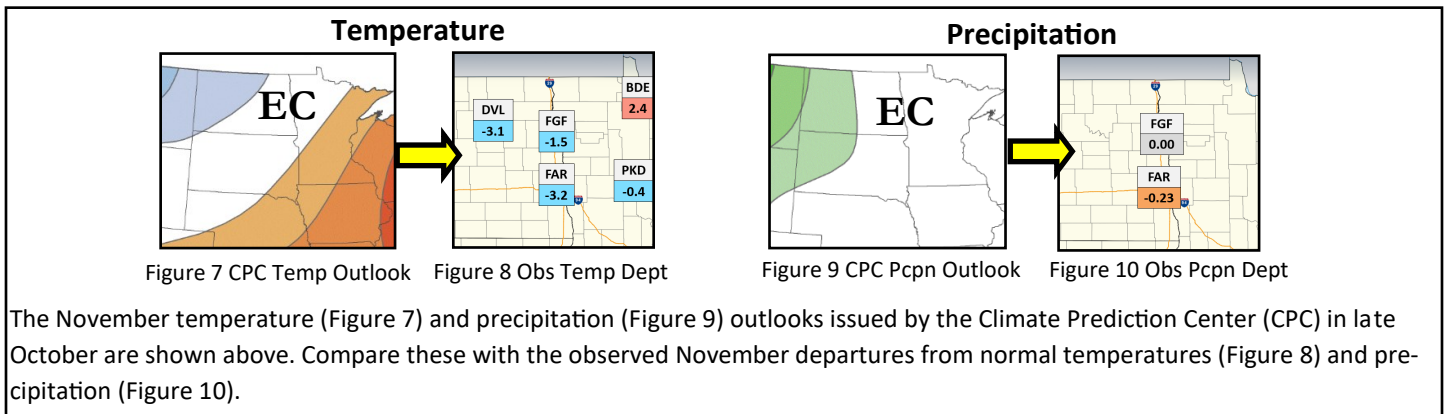 Temperature
Precipitation
EC
DVL
-3.1
FGF
-1.5
FAR
-3.2
BDE
2.4
PKD
-0.4
EC
FGF
0.00
FAR
-0.23
Figure 7 CPC Temp Outlook
Figure 8 Obs Temp Dept
Figure 9 CPC Pcpn Outlook
Figure 10 Obs Pcpn Dept
The November temperature (Figure 7) and precipitation (Figure 9) outlooks issued by the Climate Prediction Center (CPC) in late
October are shown above. Compare these with the observed November departures from normal temperatures (Figure 8) and pre-
cipitation (Figure 10).